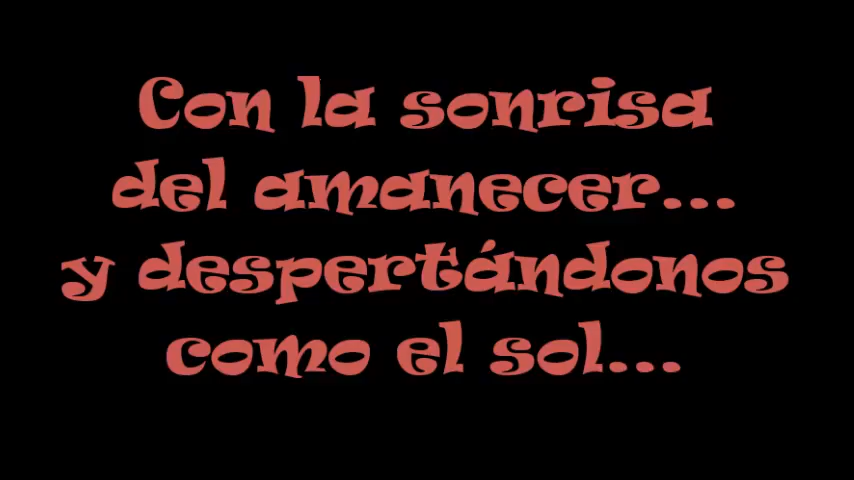 Con la sonrisa
del amanecer...
y despertándonos
como el sol...